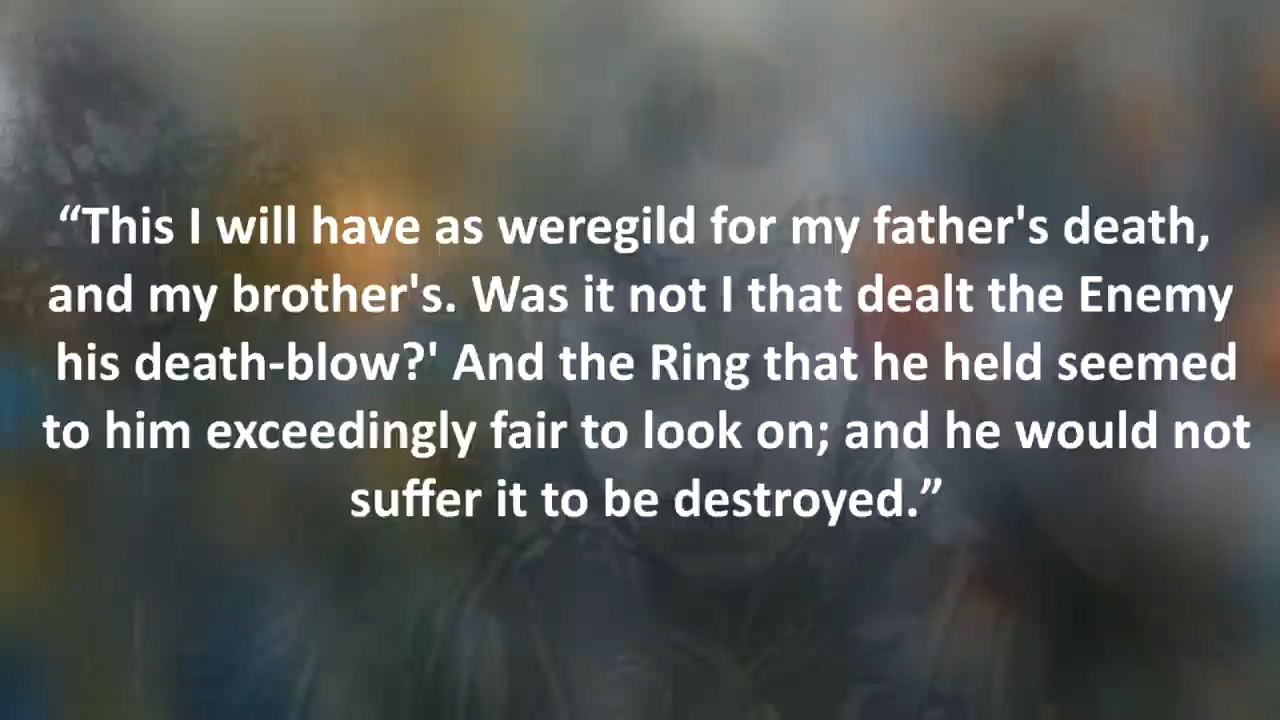 “This I will have as weregild for my father's death,
and my brother's. Was it not I that dealt the Enemy
his death-blow?' And the Ring that he held seemed
to him exceedingly fair to look on; and he would not
suffer it to be destroyed.”